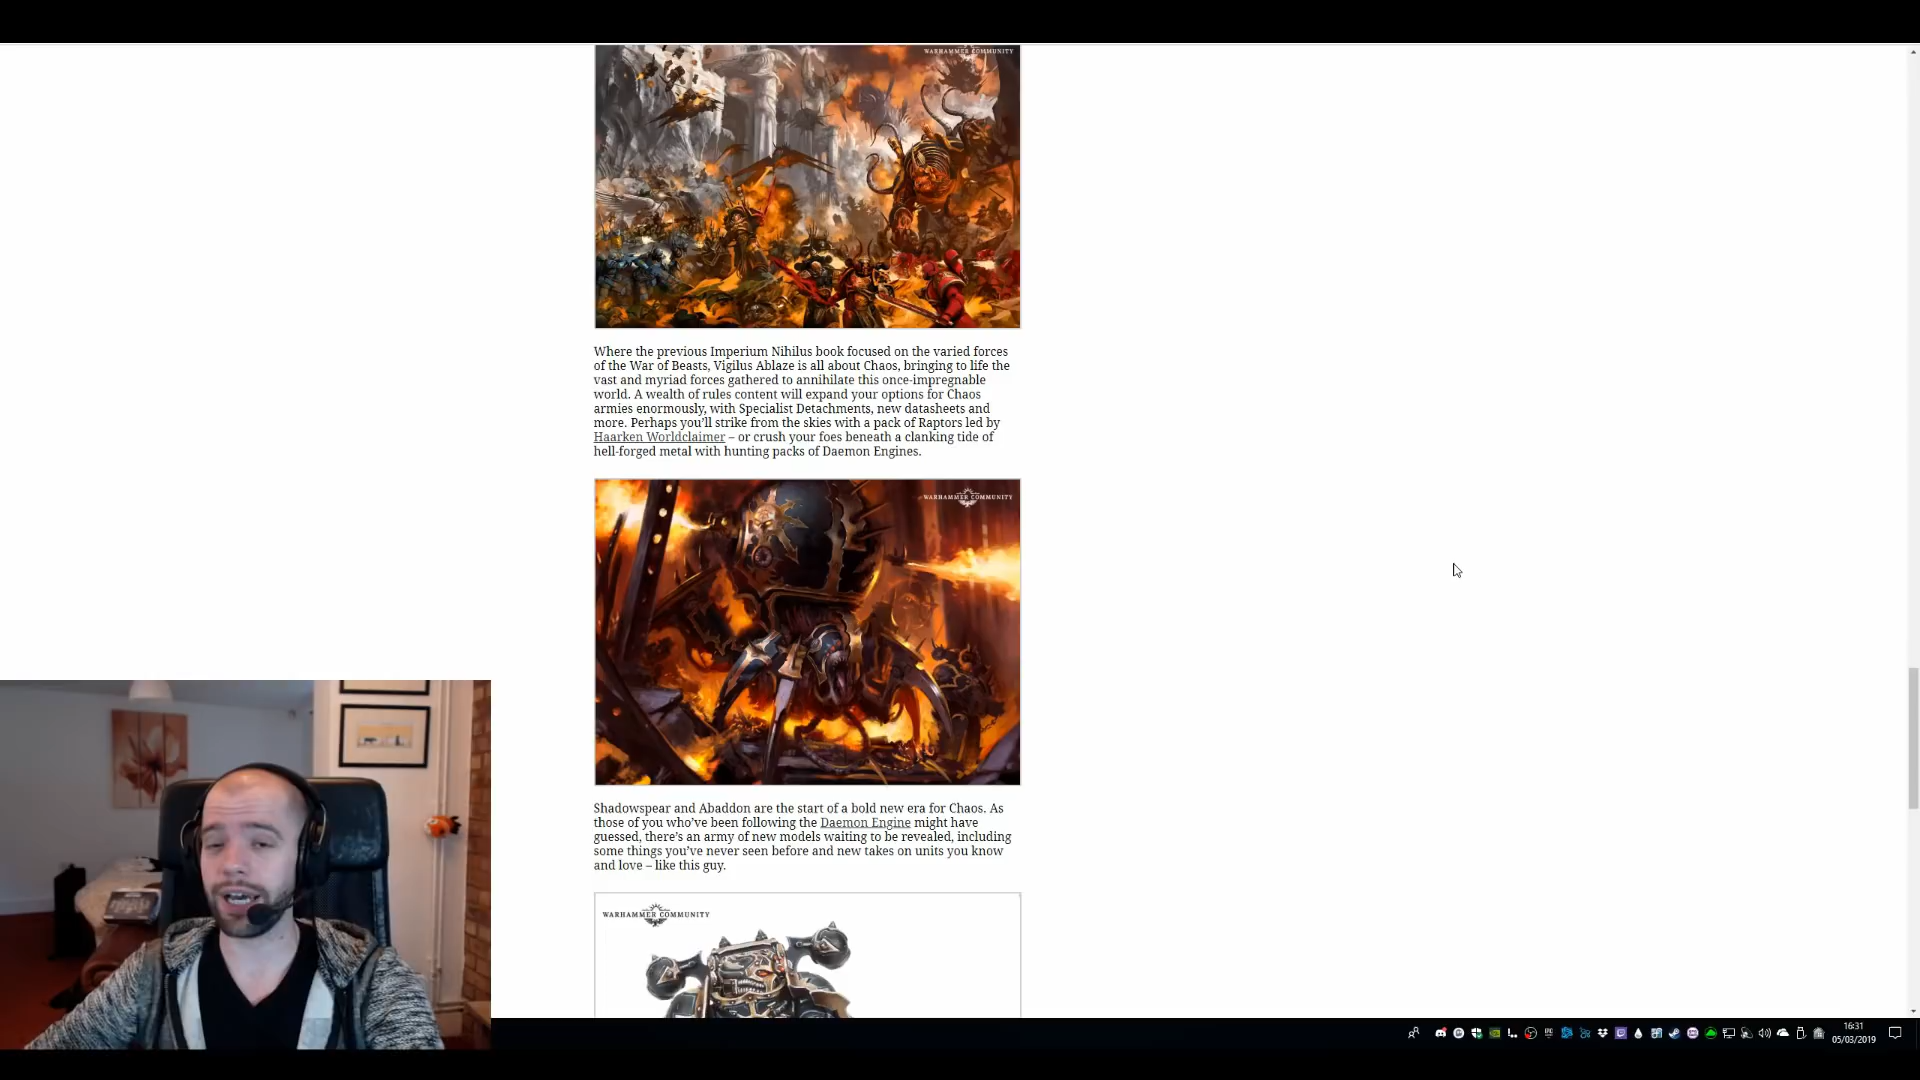 WARHAMMER COMMUNITY
Where the previous Imperium Nihilus book focused on the varied forces
of the War of Beasts, Vigilus Ablaze is all about Chaos, bringing to life the
vast and myriad forces gathered to annihilate this once-impregnable
world. A wealth of rules content will expand your options for Chaos
armies enormously, with Specialist Detachments, new datasheets and
more. Perhaps you’ll strike from the skies with a pack of Raptors led by
Haarken Worldclaimer – or crush your foes beneath a clanking tide of
hell-forged metal with hunting packs of Daemon Engines.
WARHAMMER COMMUNITY
Shadowspear and Abaddon are the start of a bold new era for Chaos. As
those of you who’ve been following the Daemon Engine might have
guessed, there’s an army of new models waiting to be revealed, including
some things you’ve never seen before and new takes on units you know
and love – like this guy.
WARHAMMER COMMUNITY
16:31
05/03/2019